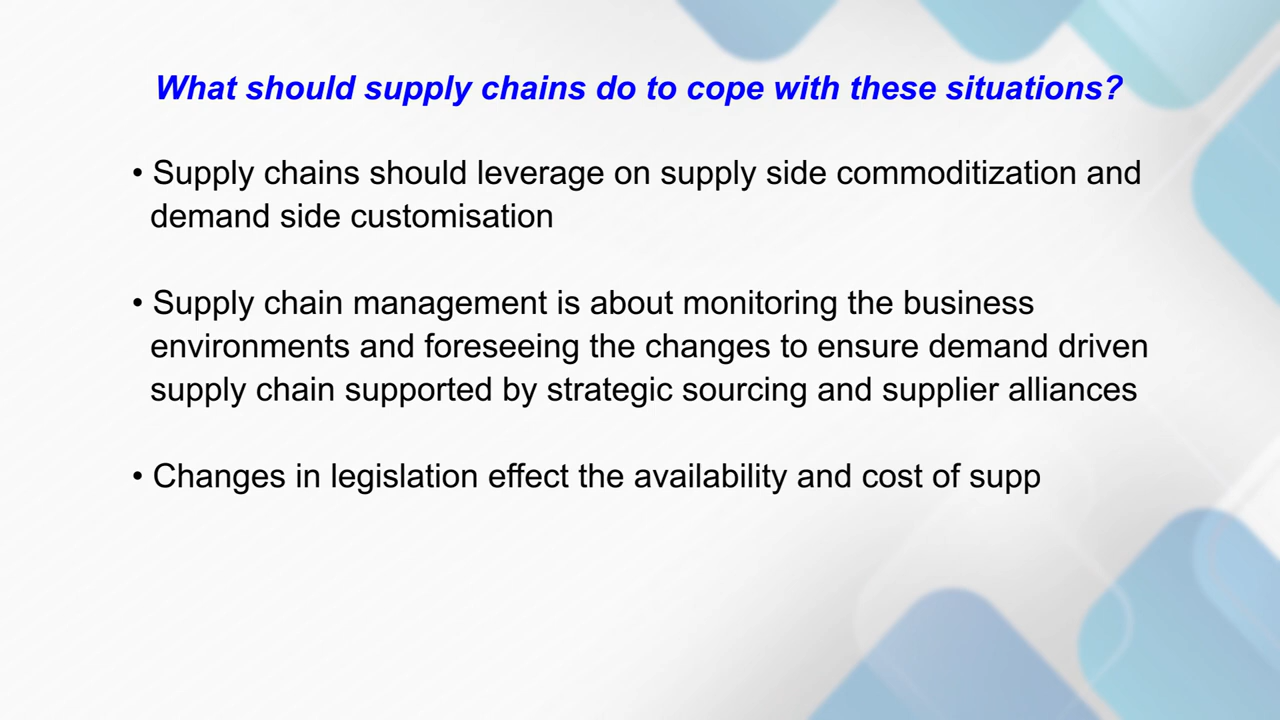 What should supply chains do to cope with these situations?
• Supply chains should leverage on supply side commoditization and
demand side customisation
• Supply chain management is about monitoring the business
environments and foreseeing the changes to ensure demand driven
supply chain supported by strategic sourcing and supplier alliances
• Changes in legislation effect the availability and cost of supp